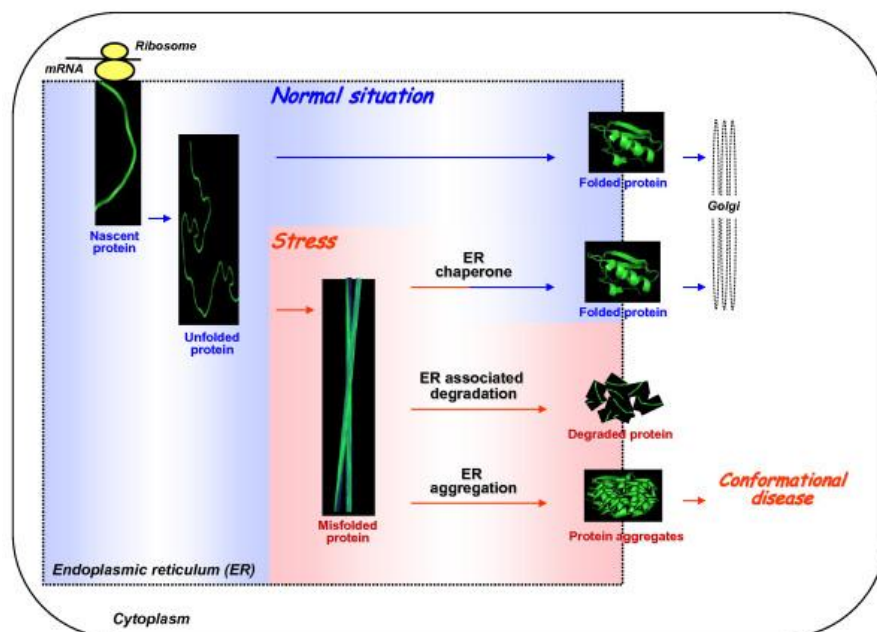 Ribosome
mRNA
Normal situation
Nascent
protein
Unfolded
protein
Folded protein
Golgi
Stress
ER
chaperone
Folded protein
Misfolded
protein
ER associated
degradation
Degraded protein
ER
aggregation
Protein aggregates
Conformational
disease
Endoplasmic reticulum (ER)
Cytoplasm